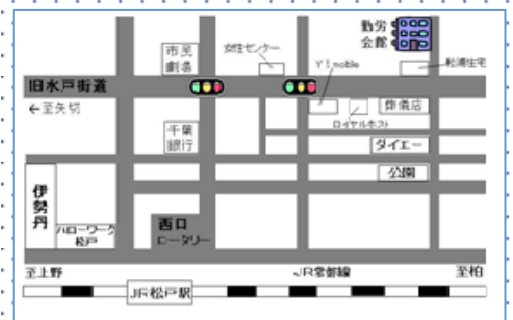 勤労
会館
市民
劇場
女性センター
Y!mobile
松浦住宅
旧水戸街道
←至矢切
葬儀店
ロイヤルホスト
千葉
銀行
ダイエー
公園
伊
勢
丹
ハローワーク
松戸
西口
ロータリー
至上野
JR常磐線
至柏
JR松戸駅